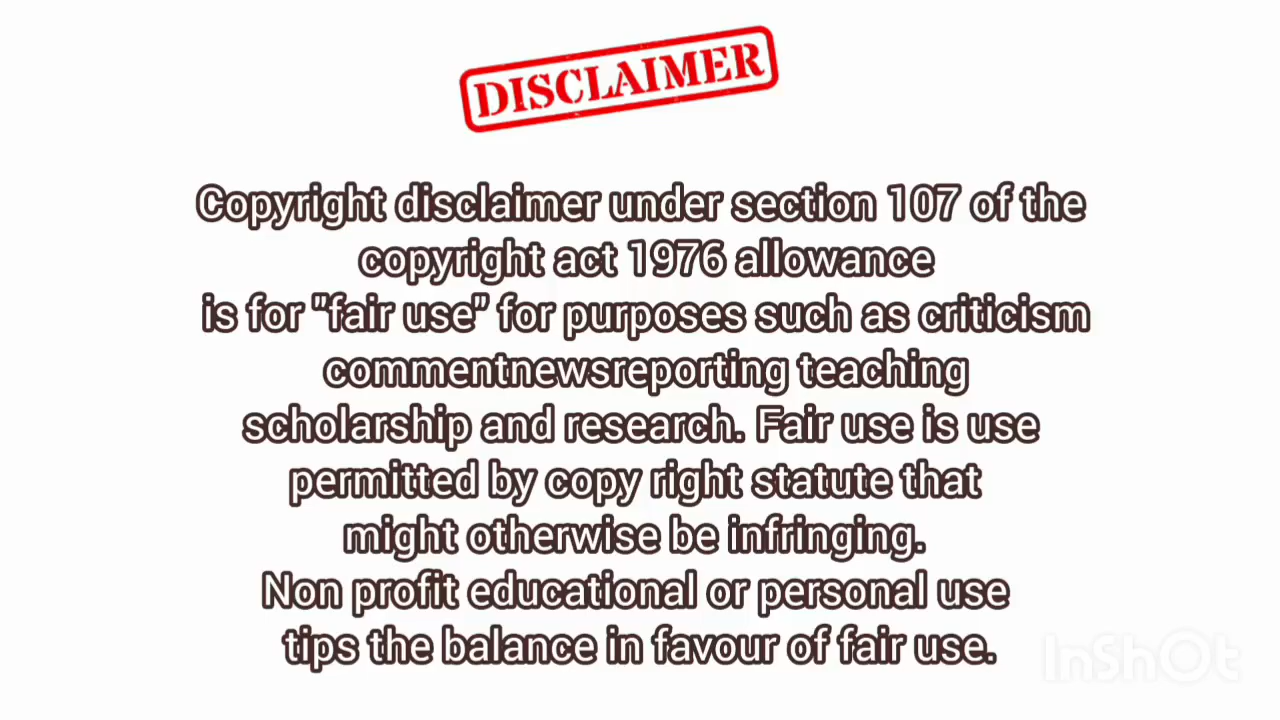 DISCLAIMER
Copyright disclaimer under section 107 of the
copyright act 1976 allowance
is for "fair use" for purposes such as criticism
commentnewsreporting teaching
scholarship and research. Fair use is use
permitted by copy right statute that
might otherwise be infringing.
Non profit educational or personal use
tips the balance in favour of fair use.
InShOt